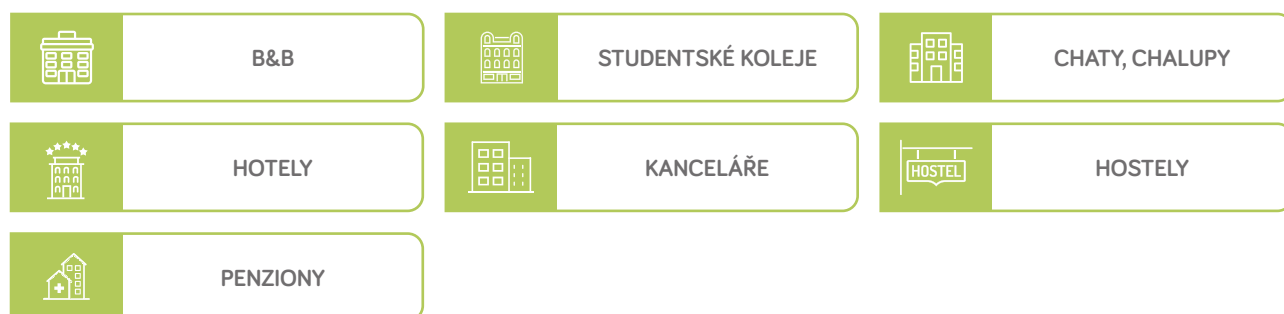 B&B
STUDENTSKÉ KOLEJE
CHATY, CHALUPY
HOTELY
KANCELÁŘE
HOSTEL
HOSTELY
PENZIONY